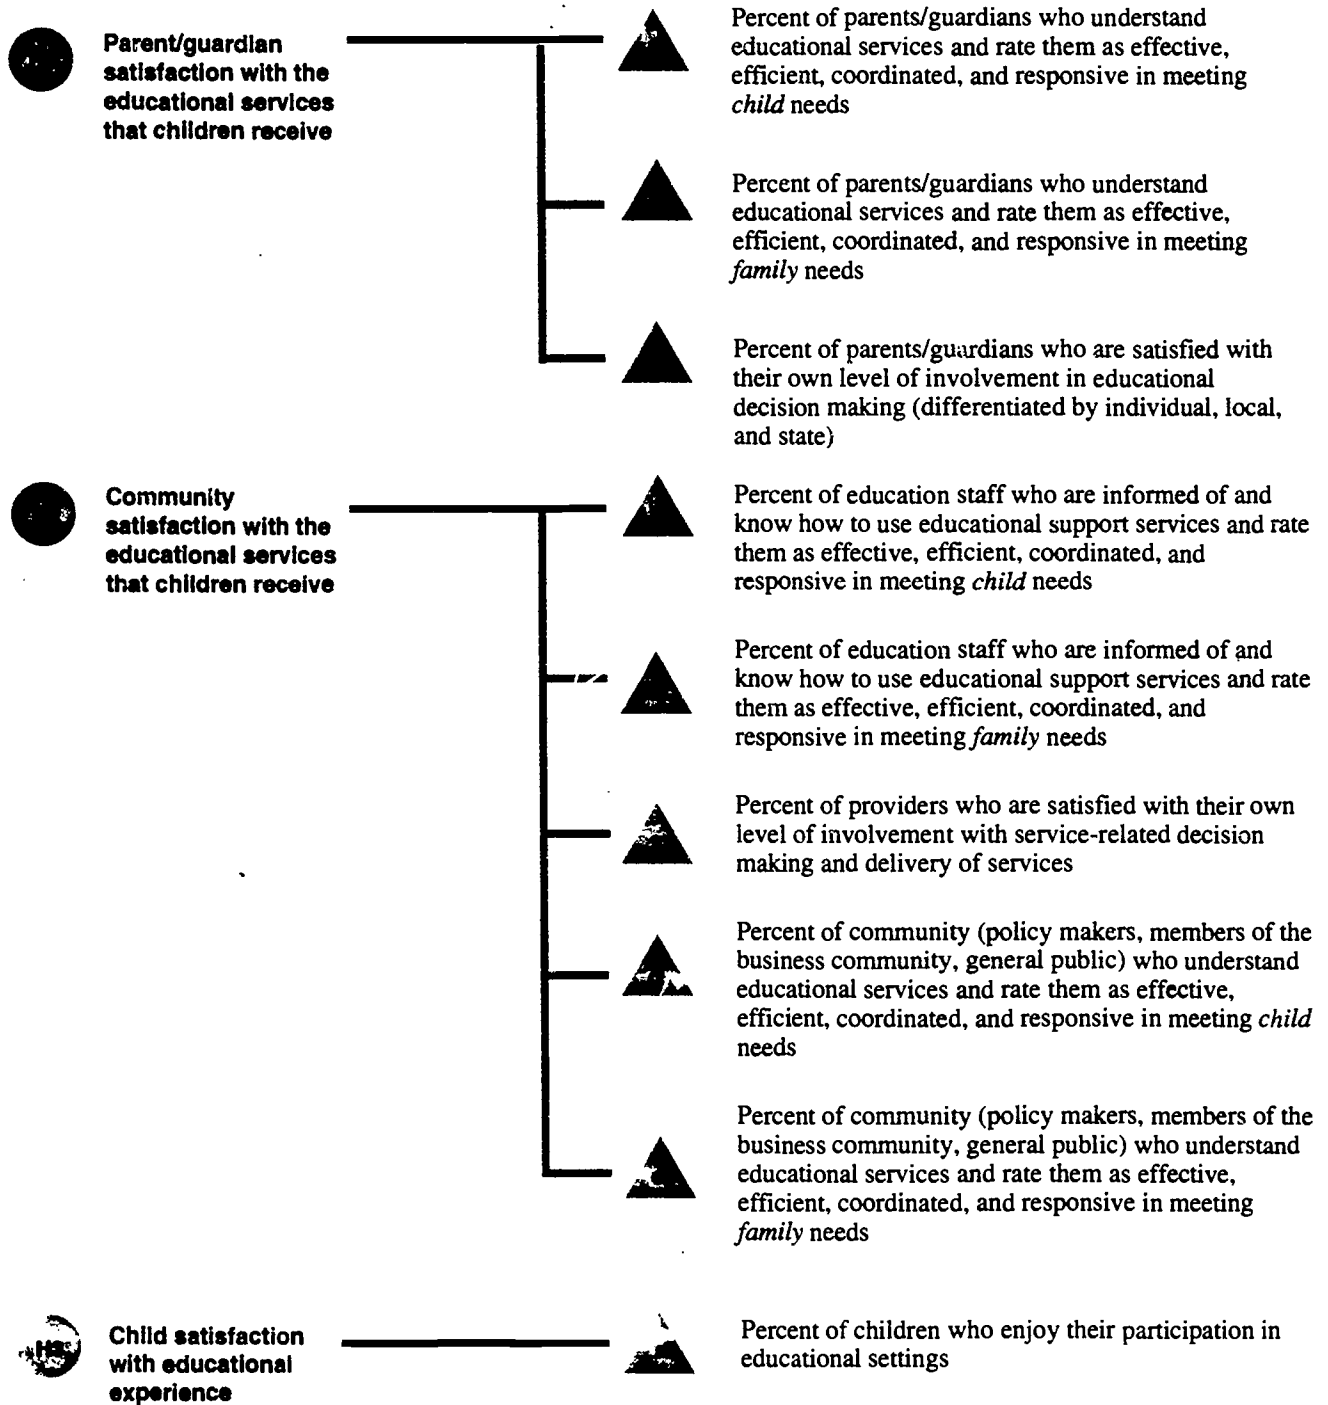 Parent/guardian
satisfaction with the
educational services
that children receive
Percent of parents/guardians who understand
educational services and rate them as effective,
efficient, coordinated, and responsive in meeting
child needs
Percent of parents/guardians who understand
educational services and rate them as effective,
efficient, coordinated, and responsive in meeting
family needs
Percent of parents/guardians who are satisfied with
their own level of involvement in educational
decision making (differentiated by individual, local,
and state)
Community
satisfaction with the
educational services
that children receive
Percent of education staff who are informed of and
know how to use educational support services and rate
them as effective, efficient, coordinated, and
responsive in meeting child needs
Percent of education staff who are informed of and
know how to use educational support services and rate
them as effective, efficient, coordinated, and
responsive in meeting family needs
Percent of providers who are satisfied with their own
level of involvement with service-related decision
making and delivery of services
Percent of community (policy makers, members of the
business community, general public) who understand
educational services and rate them as effective,
efficient, coordinated, and responsive in meeting child
needs
Percent of community (policy makers, members of the
business community, general public) who understand
educational services and rate them as effective,
efficient, coordinated, and responsive in meeting
family needs
Child satisfaction
with educational
experience
Percent of children who enjoy their participation in
educational settings